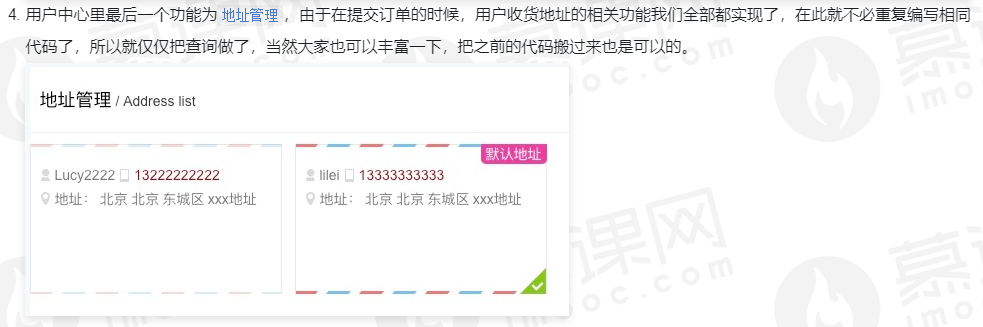 4. 用户中心里最后一个功能为 地址管理 ，由于在提交订单的时候，用户收货地址的相关功能我们全部都实现了，在此就不必重复编写相同
代码了，所以就仅仅把查询做了，当然大家也可以丰富一下，把之前的代码搬过来也是可以的。
地址管理 / Address list
默认地址
Lucy2222 13222222222
lilei 13333333333
地址： 北京 北京 东城区 xxx地址
地址： 北京 北京 东城区 xxx地址
慕课网
imooc.com